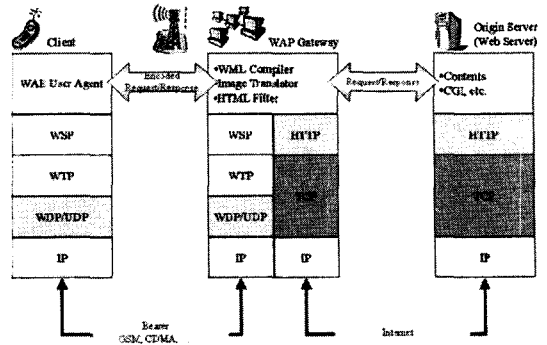 Client
WAP Gateway
Origin Server
(Web Server)
WAE User Agent
Encoded
Request/Response
•WML Compiler
•Image Translator
•HTML Filter
Request/Response
•Contents
•CGI, etc.
WSP
WSP
HTTP
HTTP
WTP
WTP
TCP
TCP
WDP/UDP
WDP/UDP
IP
IP
IP
IP
Bearer
GSM, CDMA,
Internet